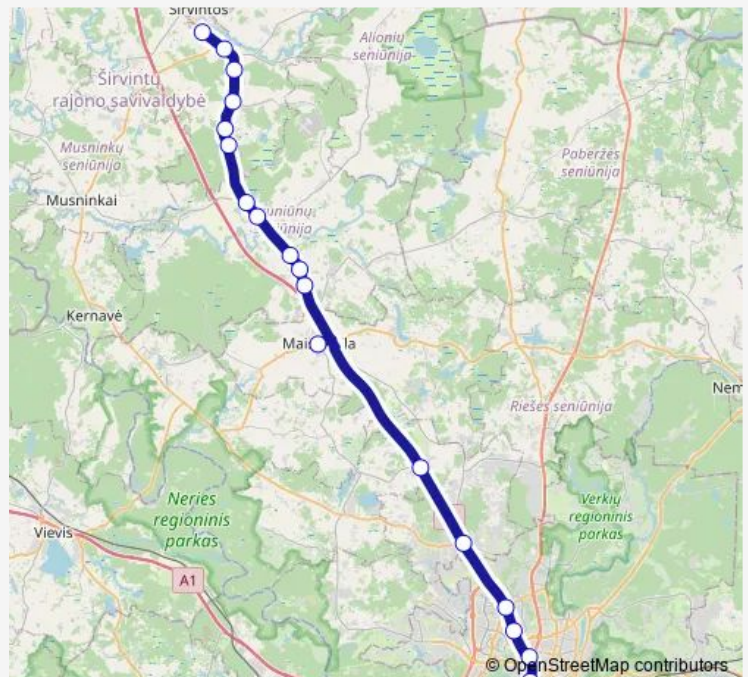 Širvintos
Alionių
seniūnija
Širvintų
rajono savivaldybė
Musninkų
seniūnija
Paberžės
seniūnija
Musninkai
Kernavė
Riešės seniūnija
Nem
Neries
regioninis
parkas
Verkių
regioninis
parkas
Vievis
A1
© OpenStreetMap contributors